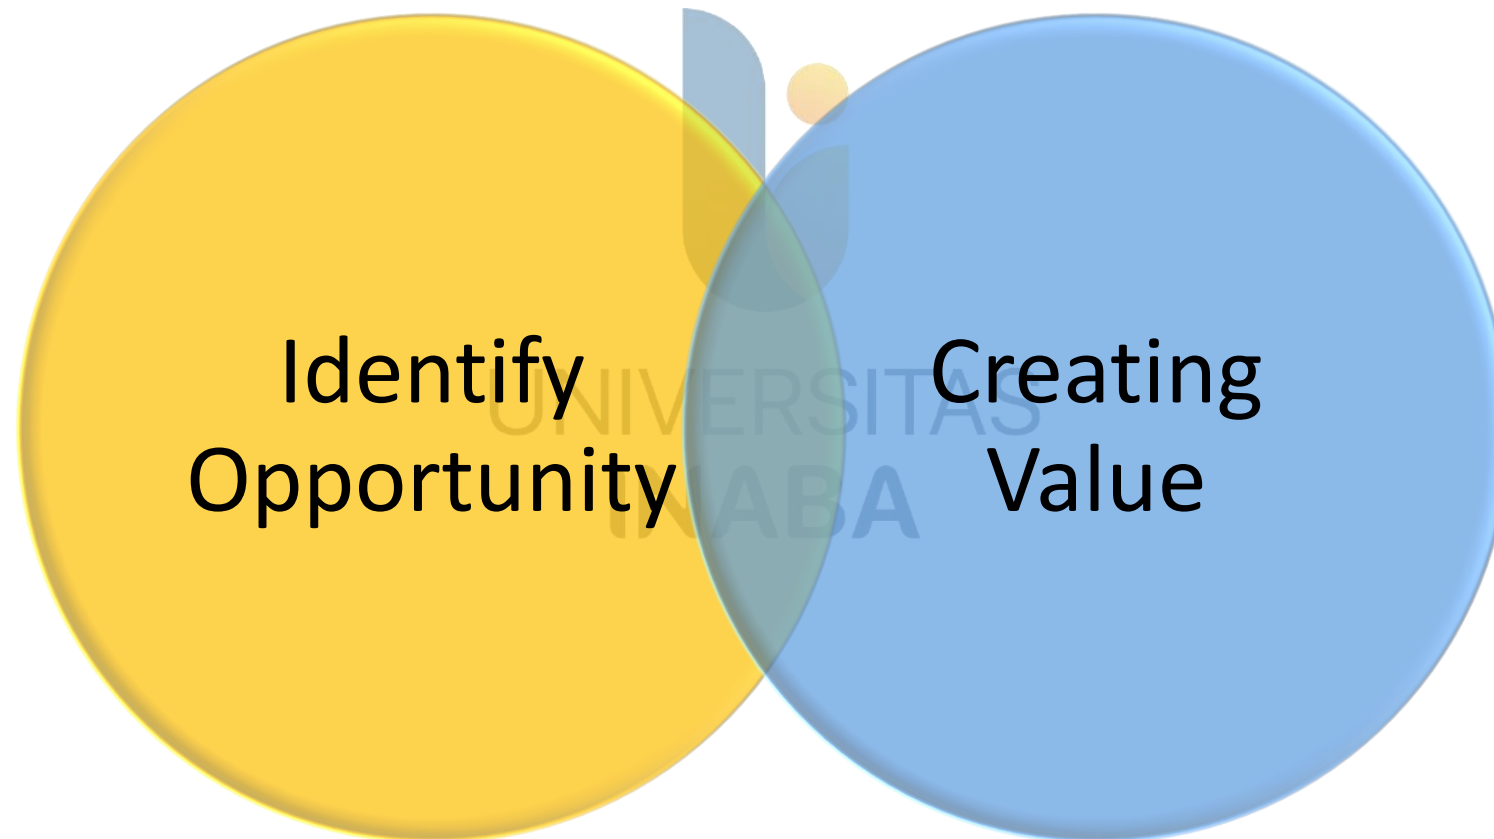 Identify
Opportunity
Creating
Value
UNIVERSITAS
INABA